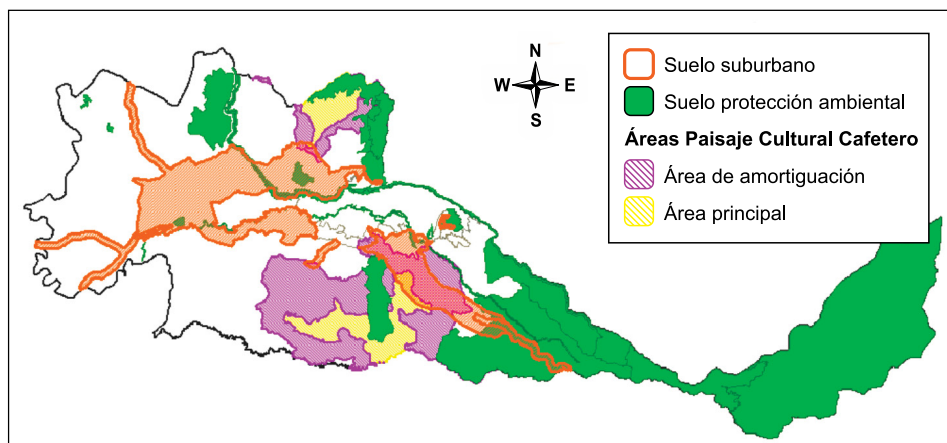 N
W E
S
Suelo suburbano
Suelo protección ambiental
Áreas Paisaje Cultural Cafetero
Área de amortiguación
Área principal